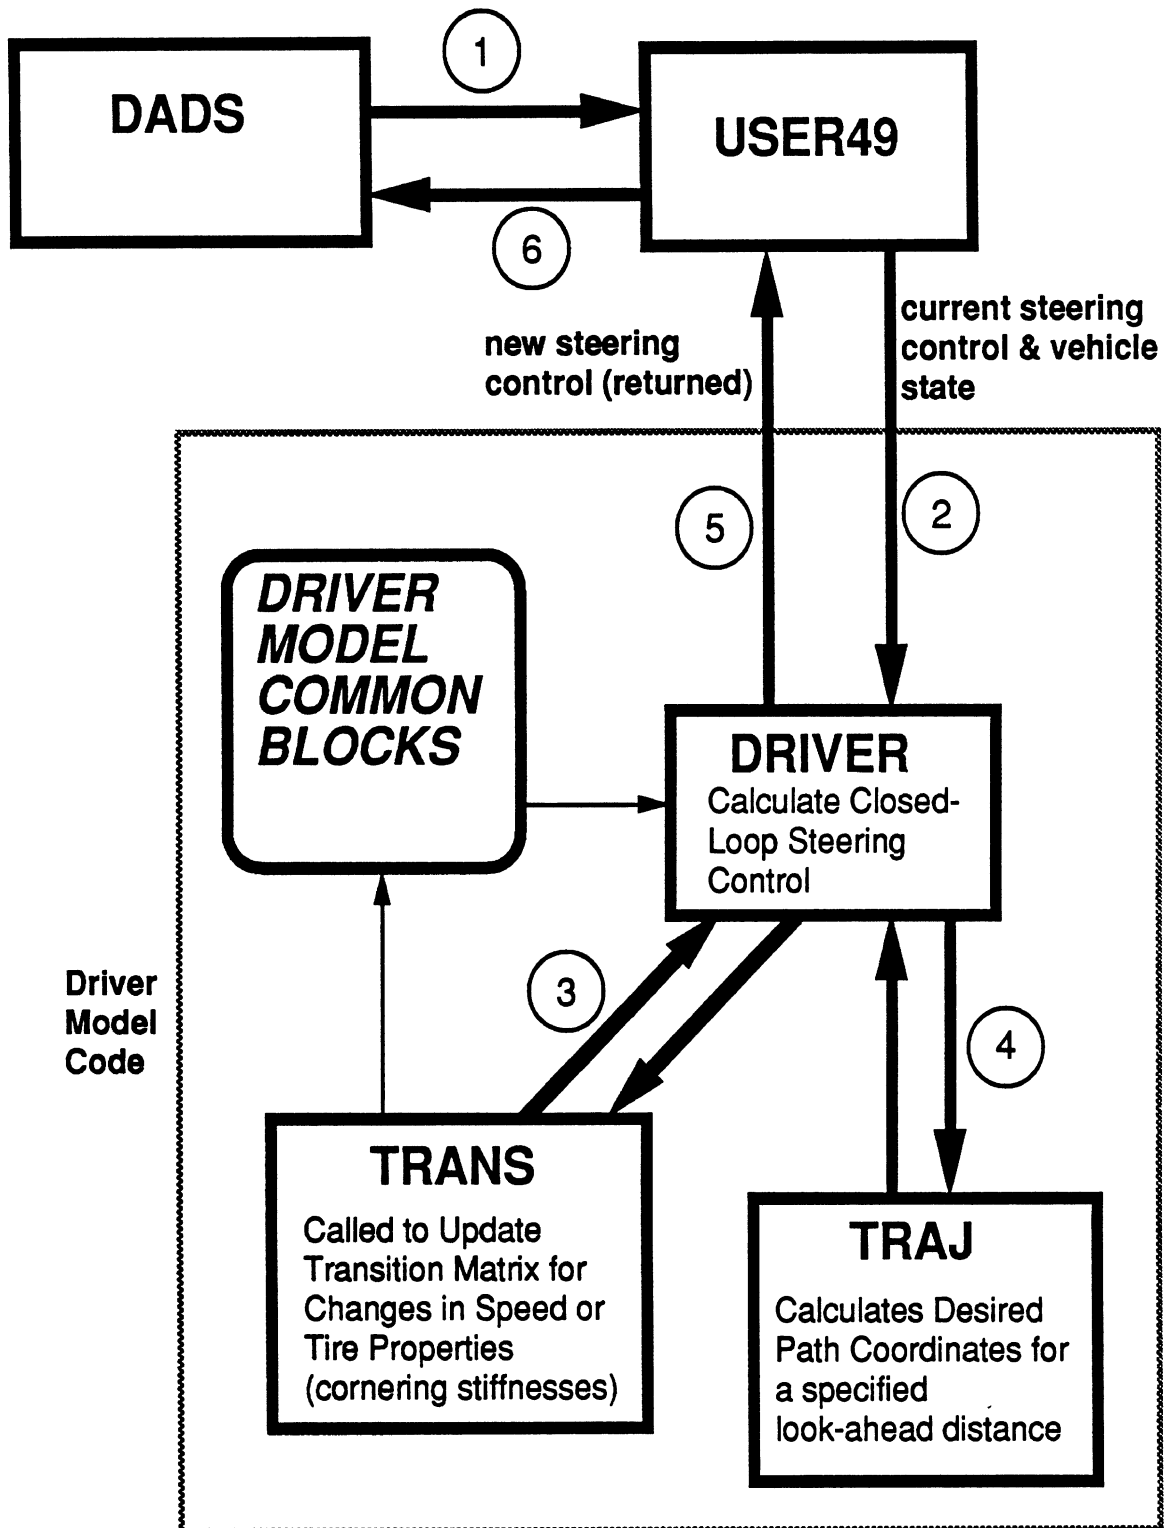 1
DADS
USER49
6
new steering
control (returned)
current steering
control & vehicle
state
5
2
DRIVER
MODEL
COMMON
BLOCKS
DRIVER
Calculate Closed-
Loop Steering
Control
3
4
Driver
Model
Code
TRANS
Called to Update
Transition Matrix for
Changes in Speed or
Tire Properties
(cornering stiffnesses)
TRAJ
Calculates Desired
Path Coordinates for
a specified
look-ahead distance